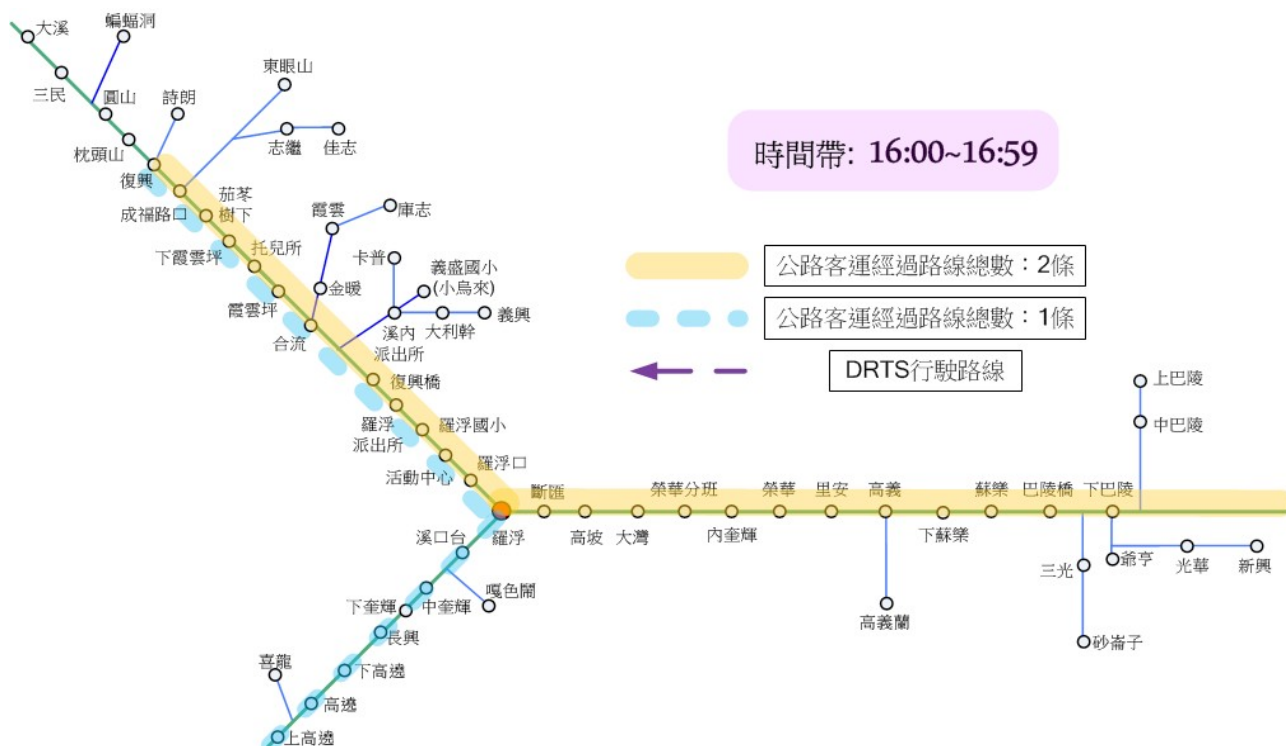 大溪
蝙蝠洞
三民
圓山
詩朗
東眼山
枕頭山
志繼
佳志
時間帶: 16:00~16:59
復興
成福路口
茄苳
樹下
霞雲
庫志
下霞雲坪
托兒所
卡普
義盛國小
(小烏來)
公路客運經過路線總數：2條
霞雲坪
金暖
合流
溪內
派出所
大利幹
義興
公路客運經過路線總數：1條
DRTS行駛路線
復興橋
上巴陵
中巴陵
羅浮
派出所
羅浮國小
活動中心
羅浮口
斷匯
榮華分班
榮華
里安
高義
蘇樂
巴陵橋
下巴陵
溪口台
羅浮
高坡
大灣
內奎輝
下蘇樂
三光
爺亨
光華
新興
下奎輝
中奎輝
嘎色鬧
高義蘭
長興
砂崙子
喜龍
下高遶
高遶
上高遶